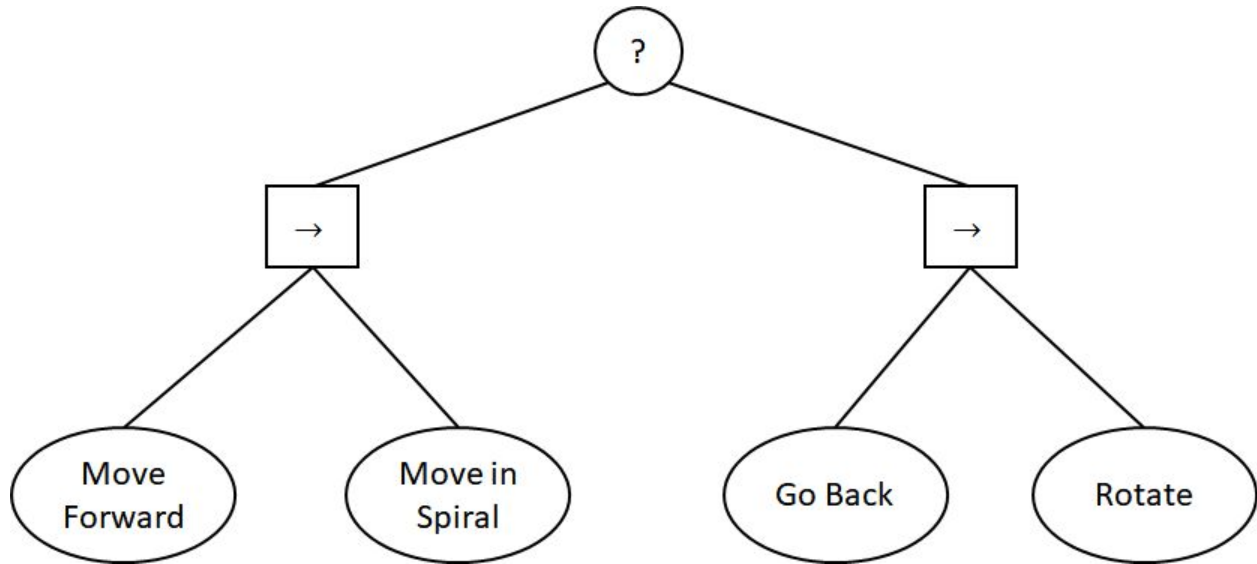 ?
→ →
Move
Forward
Move in
Spiral
Go Back
Rotate